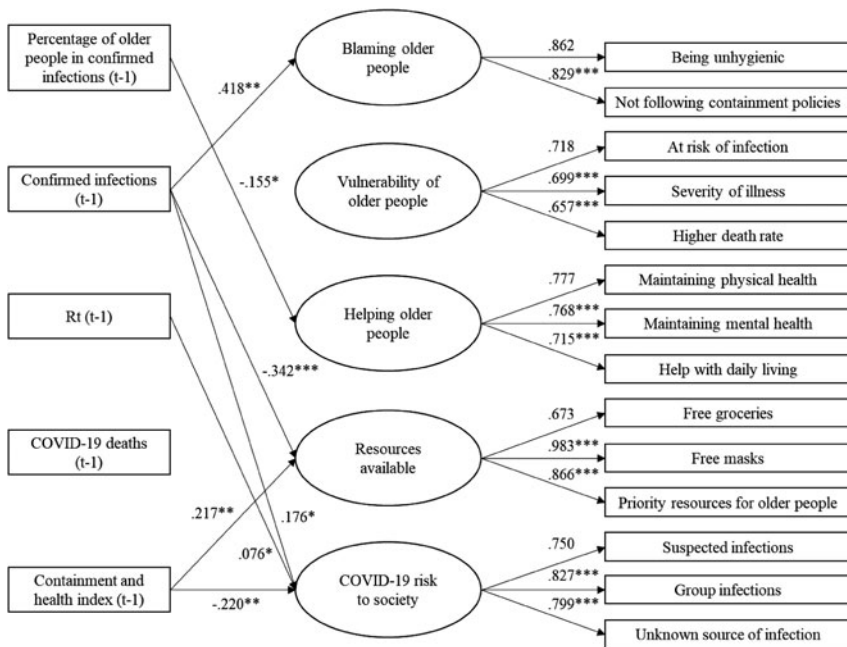 Percentage of older
people in confirmed
infections (t-1)
Confirmed infections
(t-1)
Rt (t-1)
COVID-19 deaths
(t-1)
Containment and
health index (t-1)
.418**
-.155*
-.342***
.217**
.176*
.076*
-.220**
Blaming older
people
Vulnerability of
older people
Helping older
people
Resources
available
COVID-19 risk
to society
.862
.829***
.718
.699***
.657***
.777
.768***
.715***
.673
.983***
.866***
.750
.827***
.799***
Being unhygienic
Not following containment policies
At risk of infection
Severity of illness
Higher death rate
Maintaining physical health
Maintaining mental health
Help with daily living
Free groceries
Free masks
Priority resources for older people
Suspected infections
Group infections
Unknown source of infection